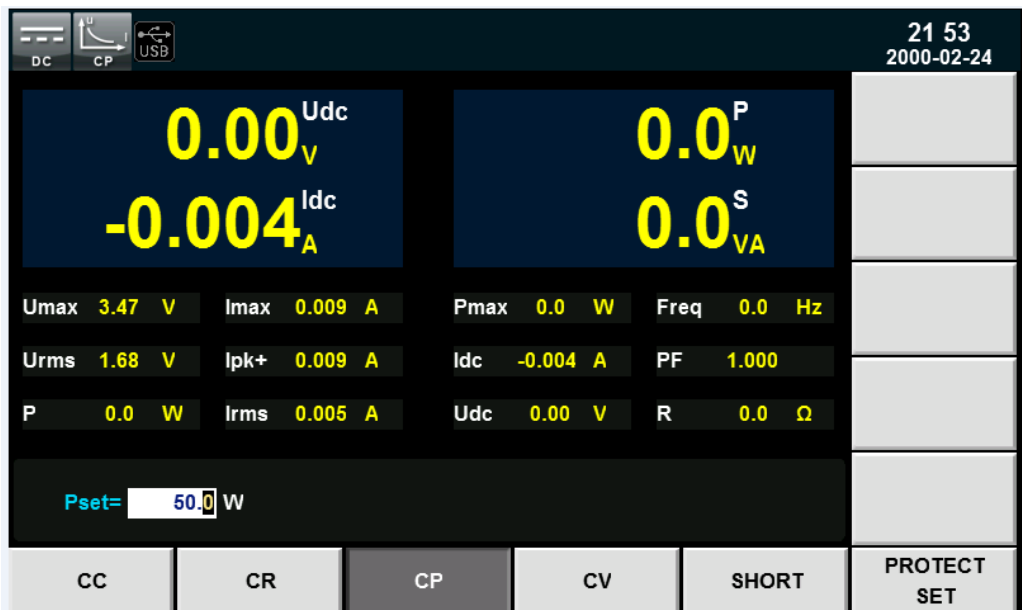 U
I
DC
CP
USB
21 53
2000-02-24
0.00 Udc V
0.0 P W
-0.004 Idc A
0.0 S VA
Umax 3.47 V Imax 0.009 A Pmax 0.0 W Freq 0.0 Hz
Urms 1.68 V Ipk+ 0.009 A Idc -0.004 A PF 1.000
P 0.0 W Irms 0.005 A Udc 0.00 V R 0.0 Ω
Pset= 50.0 W
CC CR CP CV SHORT PROTECT
SET